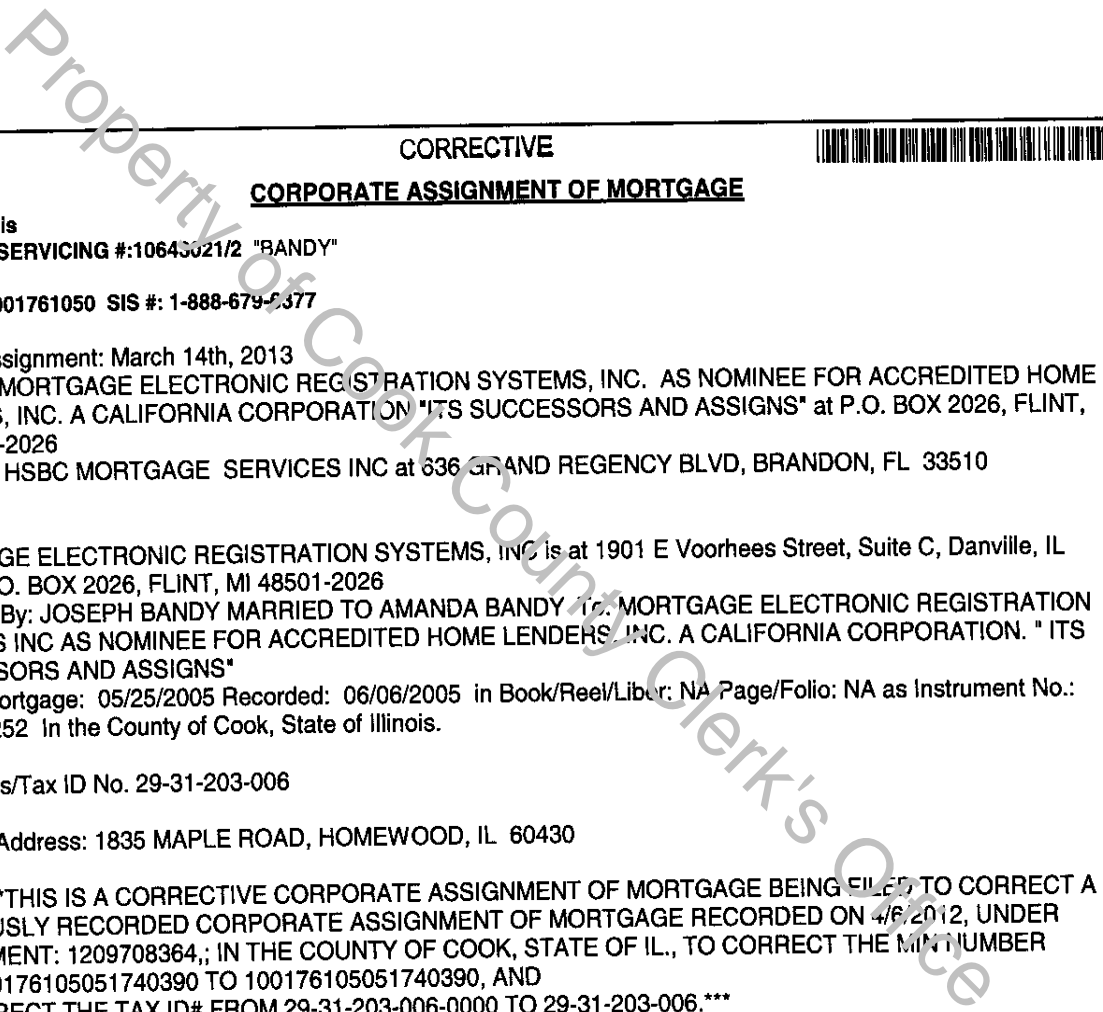 CORRECTIVE
CORPORATE ASSIGNMENT OF MORTGAGE
is
SERVICING #:10643021/2 "BANDY"
001761050 SIS #: 1-888-679-6377
ssignment: March 14th, 2013
MORTGAGE ELECTRONIC REGISTRATION SYSTEMS, INC. AS NOMINEE FOR ACCREDITED HOME
S, INC. A CALIFORNIA CORPORATION "ITS SUCCESSORS AND ASSIGNS" at P.O. BOX 2026, FLINT,
-2026
HSBC MORTGAGE SERVICES INC at 636 GRAND REGENCY BLVD, BRANDON, FL 33510
GE ELECTRONIC REGISTRATION SYSTEMS, INC is at 1901 E Voorhees Street, Suite C, Danville, IL
O. BOX 2026, FLINT, MI 48501-2026
By: JOSEPH BANDY MARRIED TO AMANDA BANDY To: MORTGAGE ELECTRONIC REGISTRATION
S INC AS NOMINEE FOR ACCREDITED HOME LENDERS, INC. A CALIFORNIA CORPORATION. " ITS
SORS AND ASSIGNS"
ortgage: 05/25/2005 Recorded: 06/06/2005 in Book/Reel/Liber: NA Page/Folio: NA as Instrument No.:
252 In the County of Cook, State of Illinois.
s/Tax ID No. 29-31-203-006
Address: 1835 MAPLE ROAD, HOMEWOOD, IL 60430
*THIS IS A CORRECTIVE CORPORATE ASSIGNMENT OF MORTGAGE BEING FILED TO CORRECT A
USLY RECORDED CORPORATE ASSIGNMENT OF MORTGAGE RECORDED ON 4/6/2012, UNDER
MENT: 1209708364,; IN THE COUNTY OF COOK, STATE OF IL., TO CORRECT THE MIN NUMBER
01761050517403​90 TO 100176105051740390, AND
RECT THE TAX ID# FROM 29-31-203-006-0000 TO 29-31-203-006.***
Property of Cook County Clerk's Office